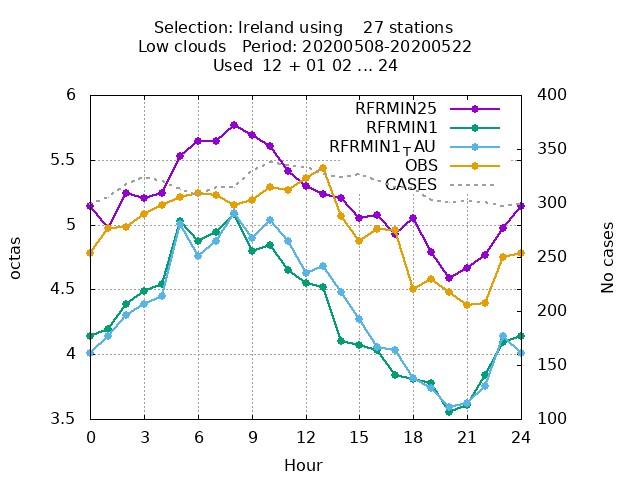 Selection: Ireland using    27 stations
Low clouds   Period: 20200508-20200522
Used  12 + 01 02 ... 24
6
5.5
5
4.5
4
3.5
octas
400
350
300
250
200
150
100
No cases
RFRMIN25
RFRMIN1
RFRMIN1┬AU
OBS
CASES
0 3 6 9 12 15 18 21 24
Hour